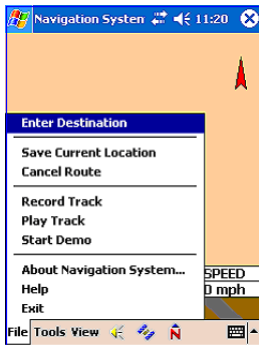 Navigation Systen 11:20
Enter Destination
Save Current Location
Cancel Route
Record Track
Play Track
Start Demo
About Navigation System...
Help
Exit
SPEED
0 mph
File Tools View N